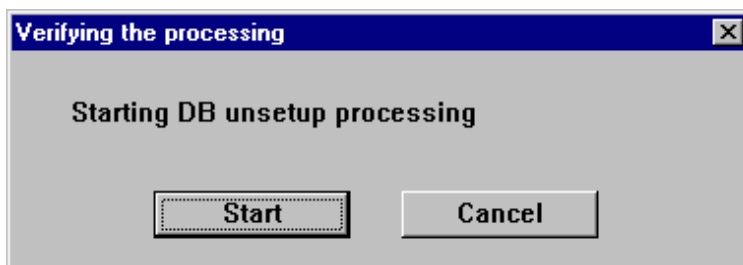 Verifying the processing
Starting DB unsetup processing
Start Cancel